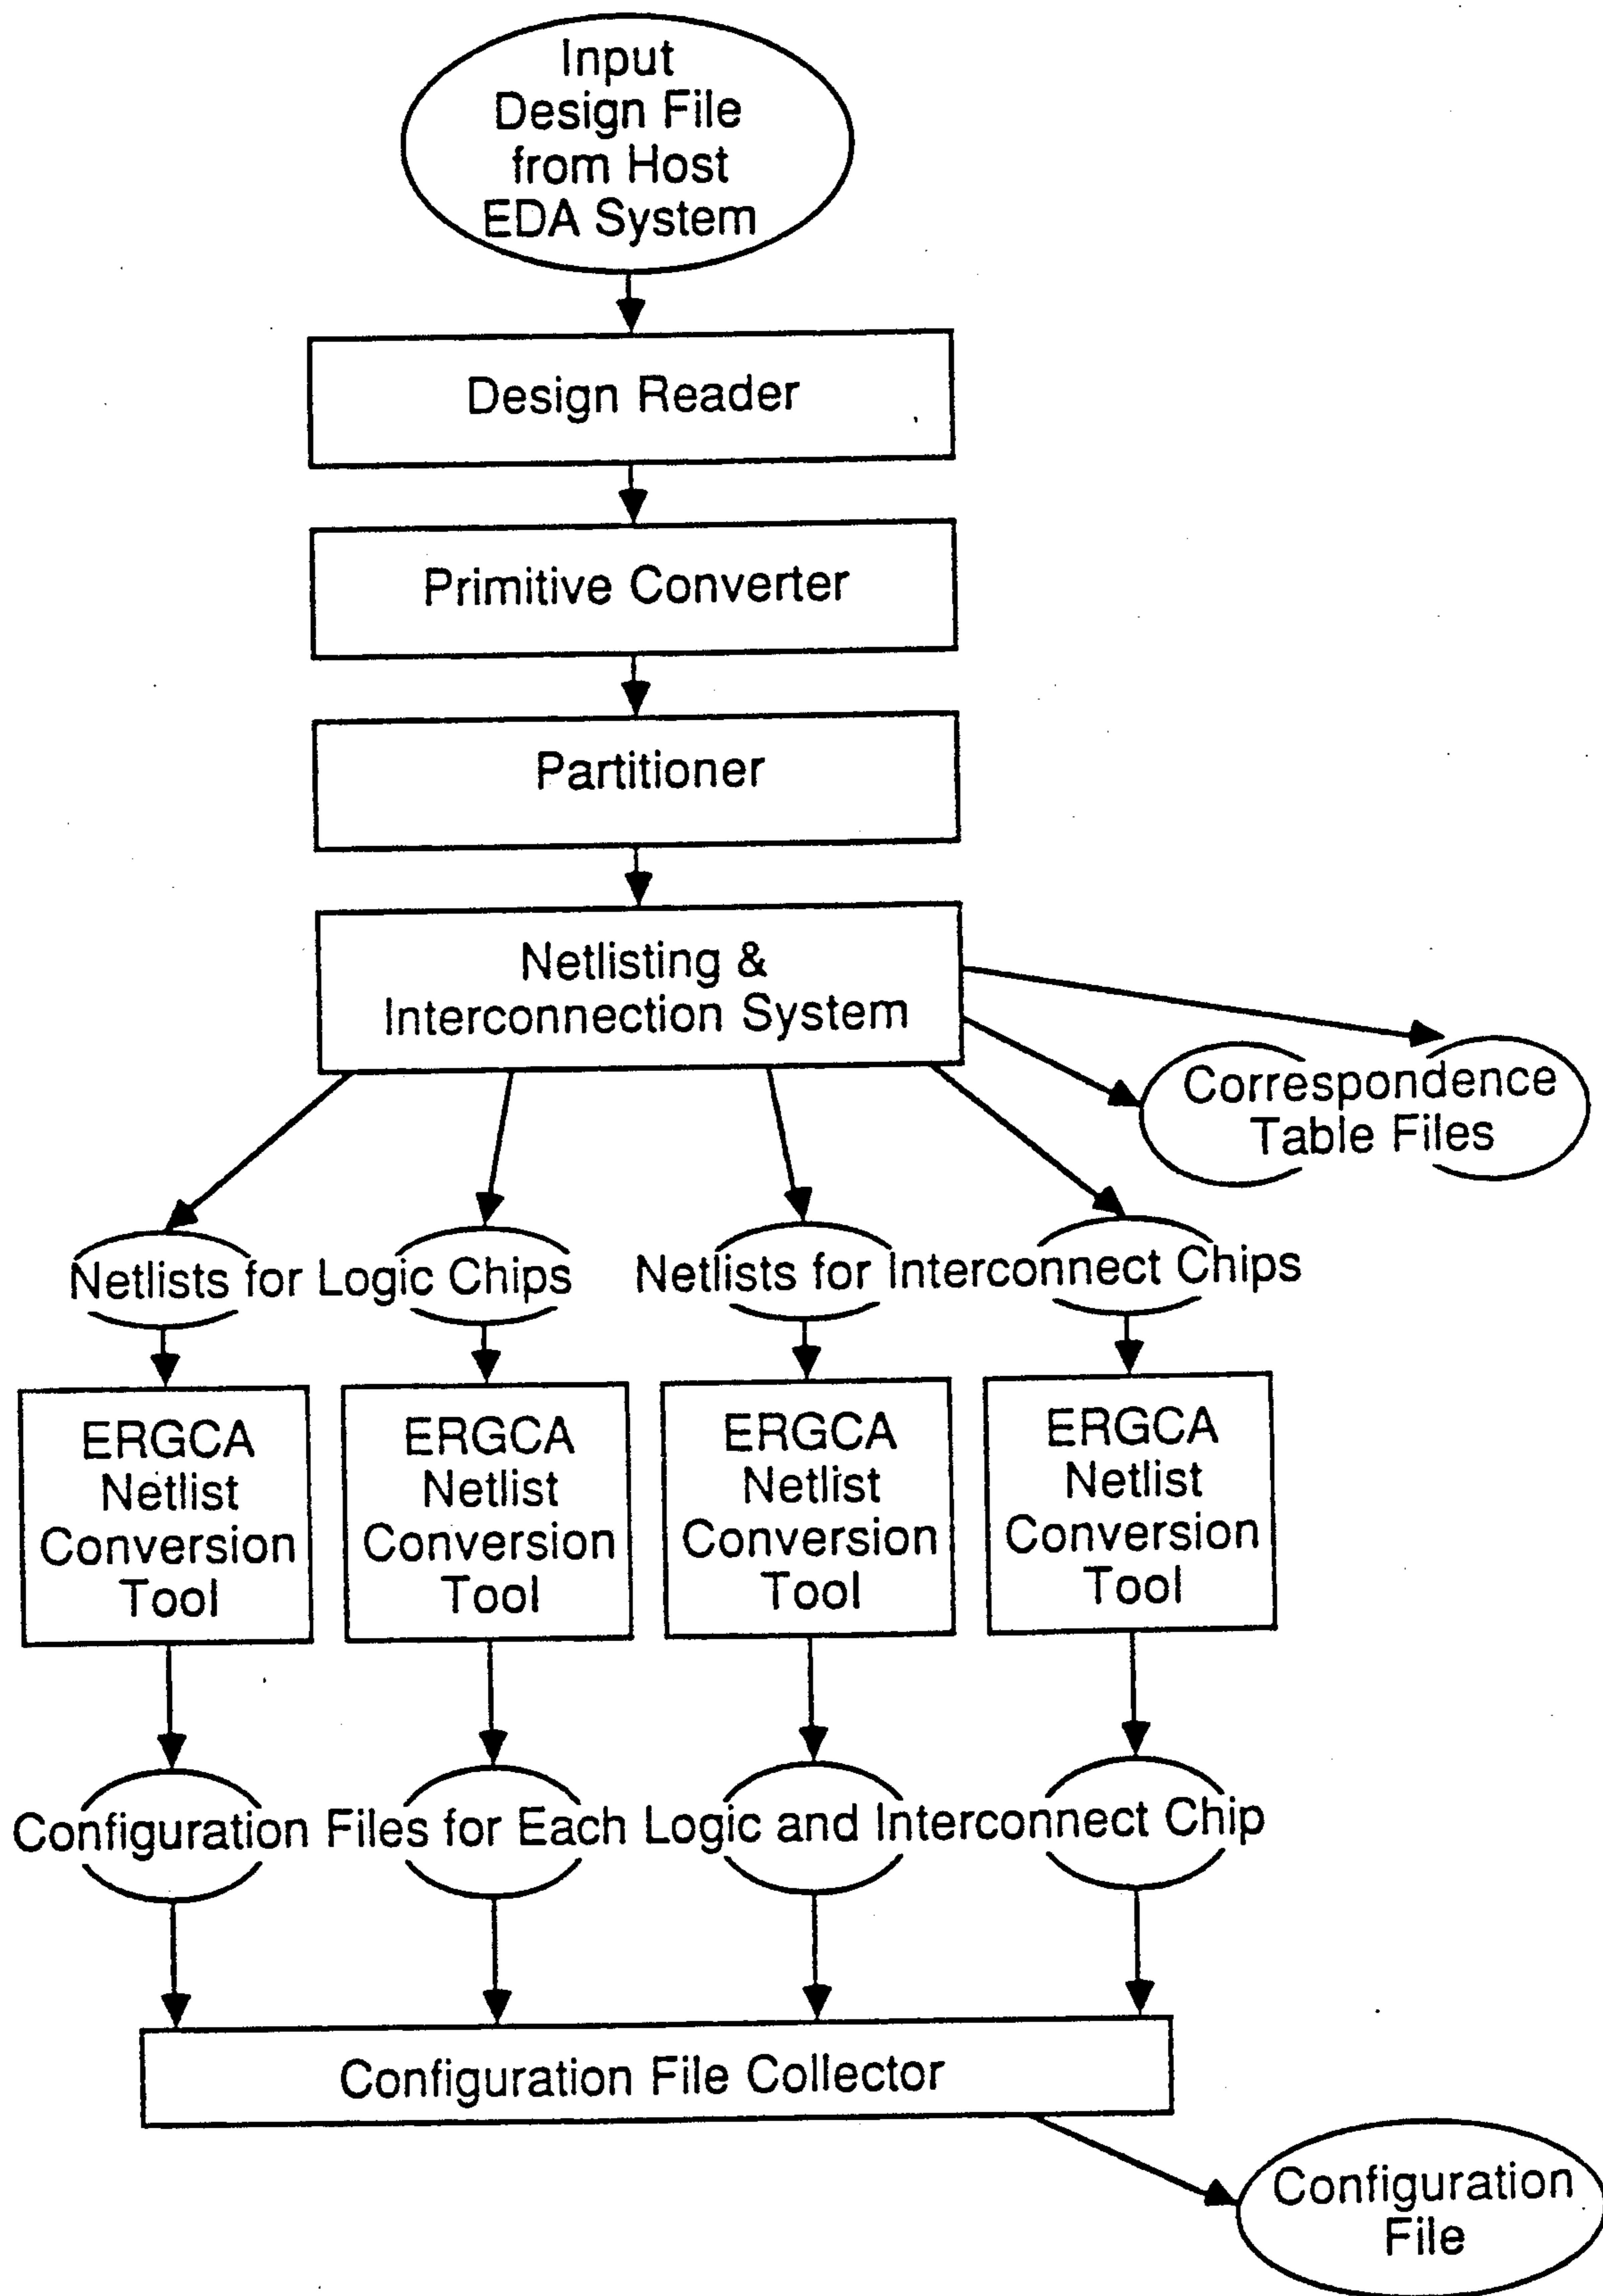 Input
Design File
from Host
EDA System
Design Reader
Primitive Converter
Partitioner
Netlisting &
Interconnection System
Correspondence
Table Files
Netlists for Logic Chips
Netlists for Interconnect Chips
ERGCA
Netlist
Conversion
Tool
ERGCA
Netlist
Conversion
Tool
ERGCA
Netlist
Conversion
Tool
ERGCA
Netlist
Conversion
Tool
Configuration Files for Each Logic and Interconnect Chip
Configuration File Collector
Configuration
File